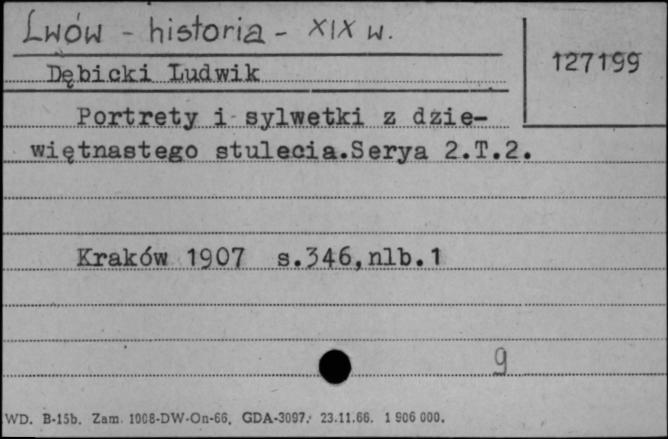 Lwów - historia - XIX w.
127199
Dębicki Ludwik
Portrety i sylwetki z dzie-
więtnastego stulecia.Serya 2.T.2.
Kraków 1907 s.346,nlb.1
9
WD. B-15b. Zam. 1008-DW-On-66. GDA-3097. 23.11.66. 1 906 000.